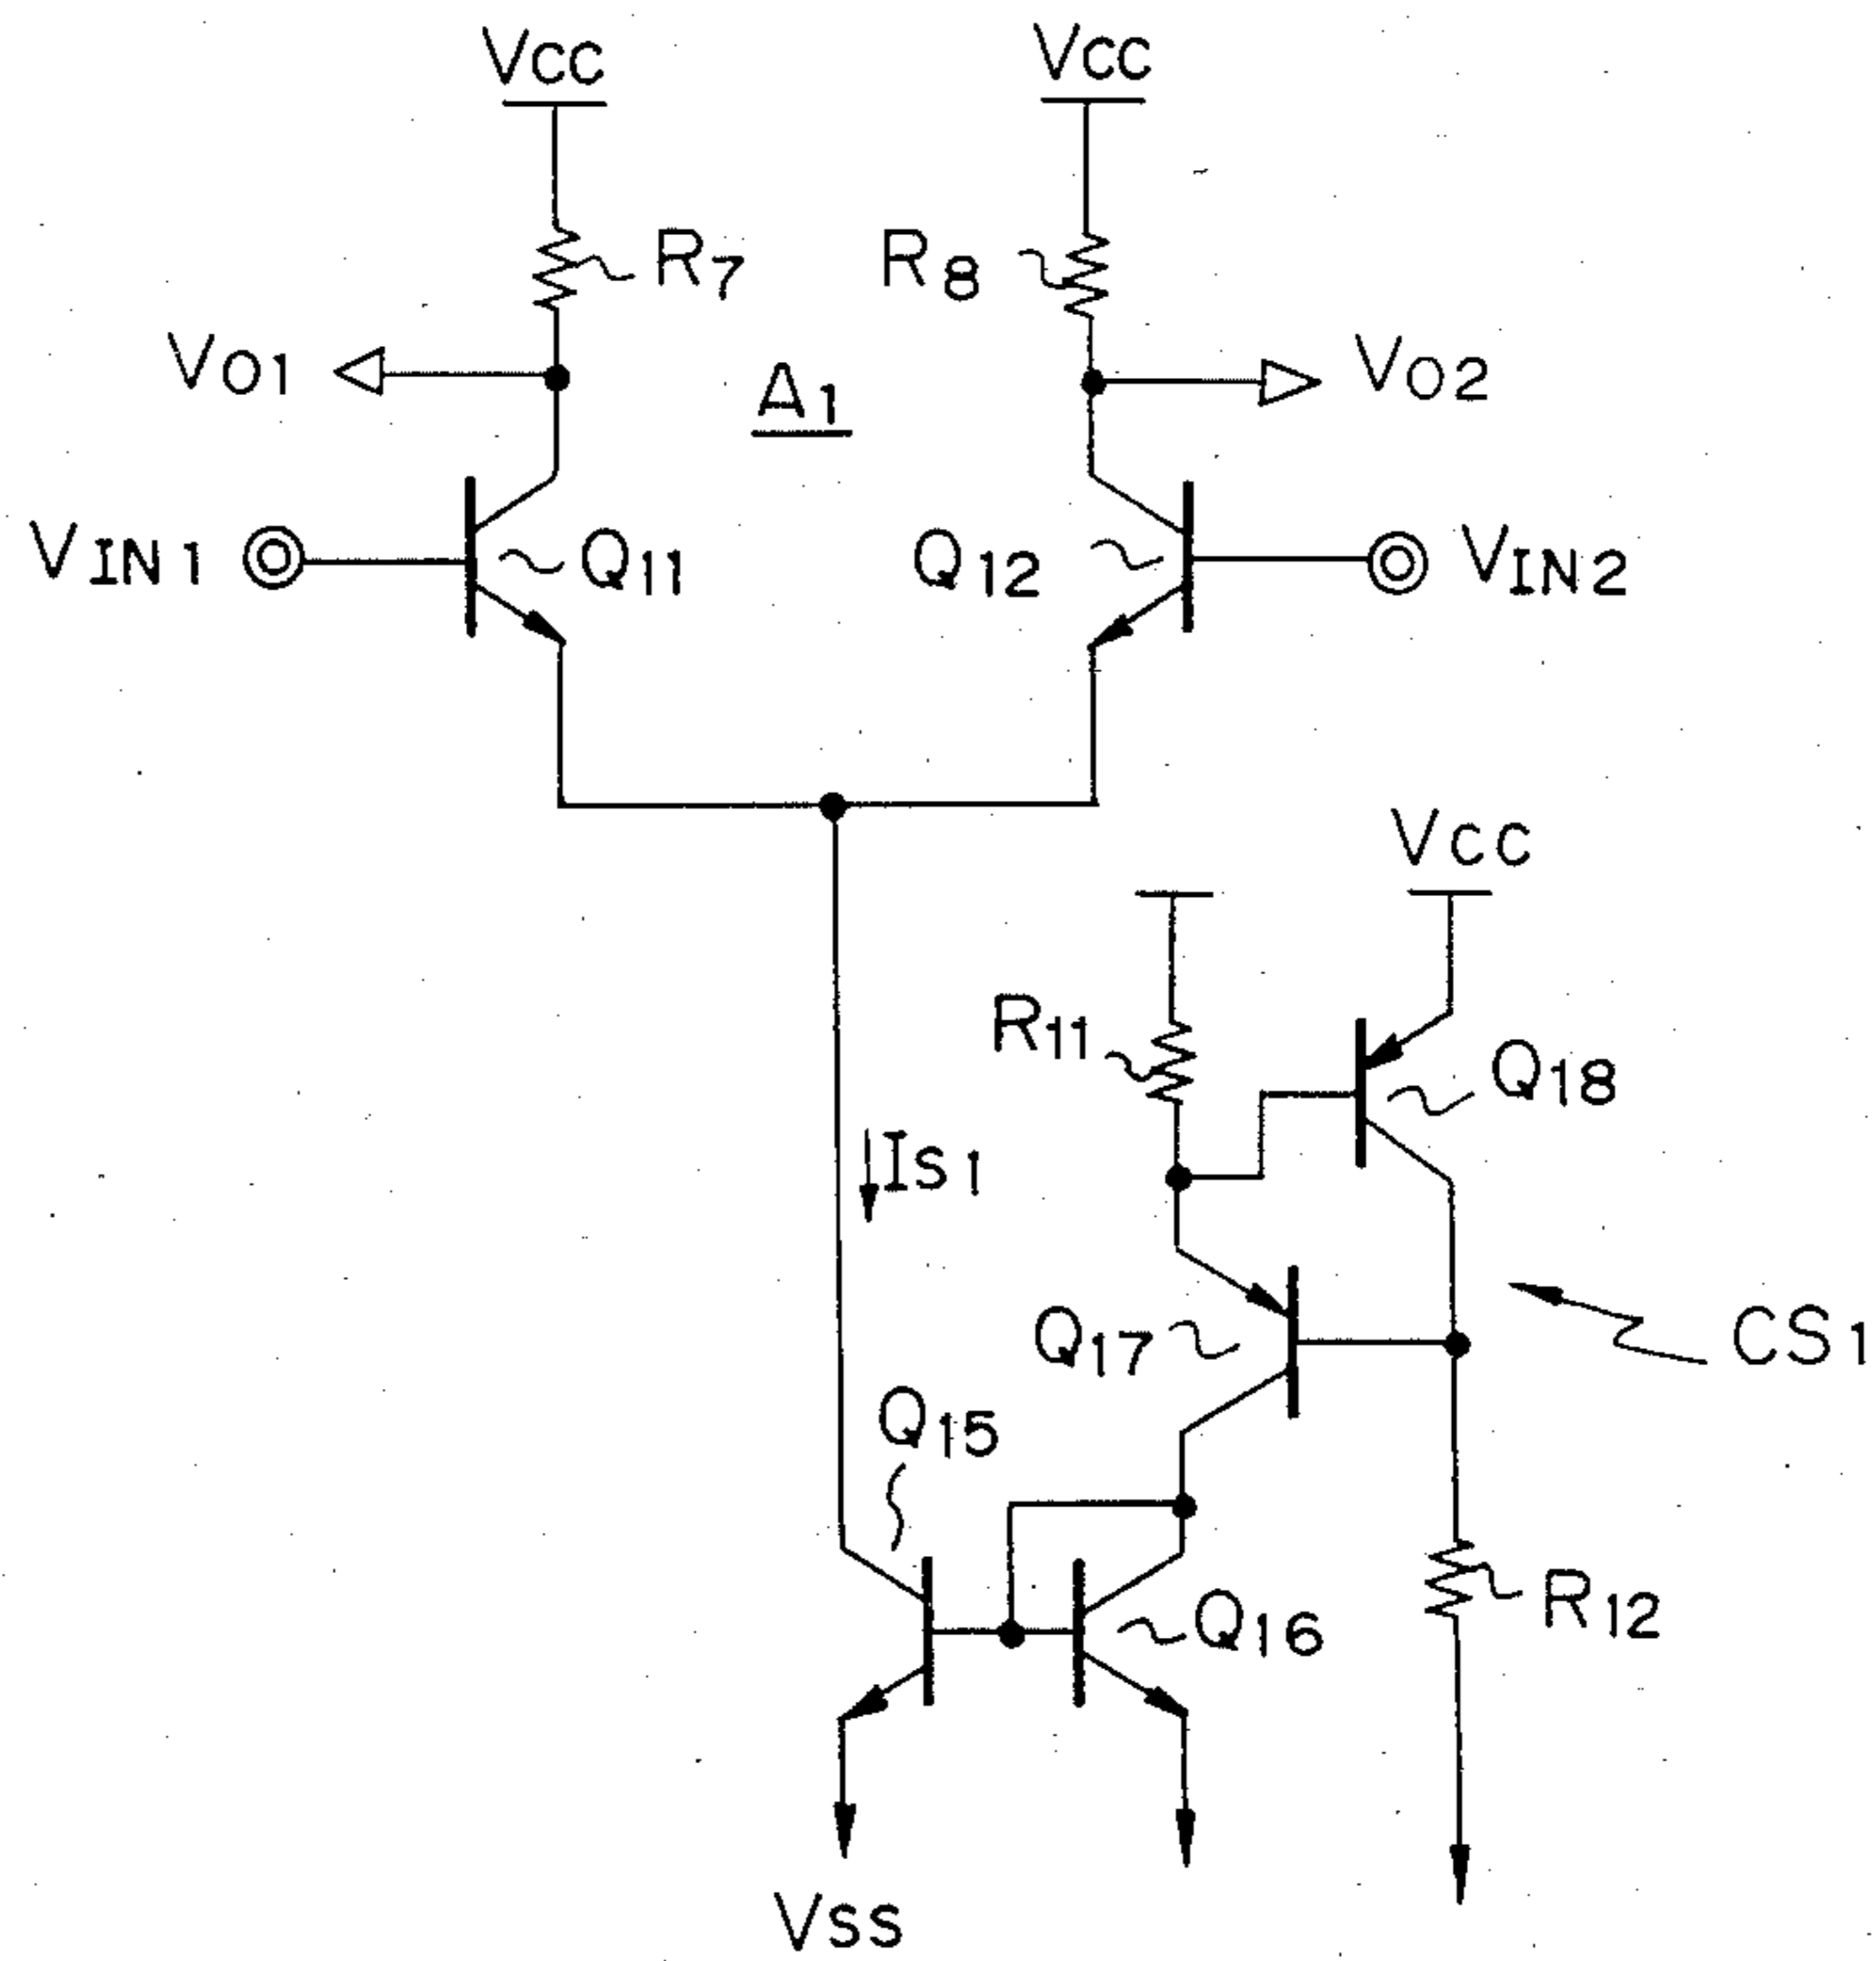 VCC VCC
R7 R8
VO1 A1 VO2
VIN1 Q11 Q12 VIN2
VCC
R11 Q18
IS1
Q17 CS1
Q15
Q16 R12
VSS